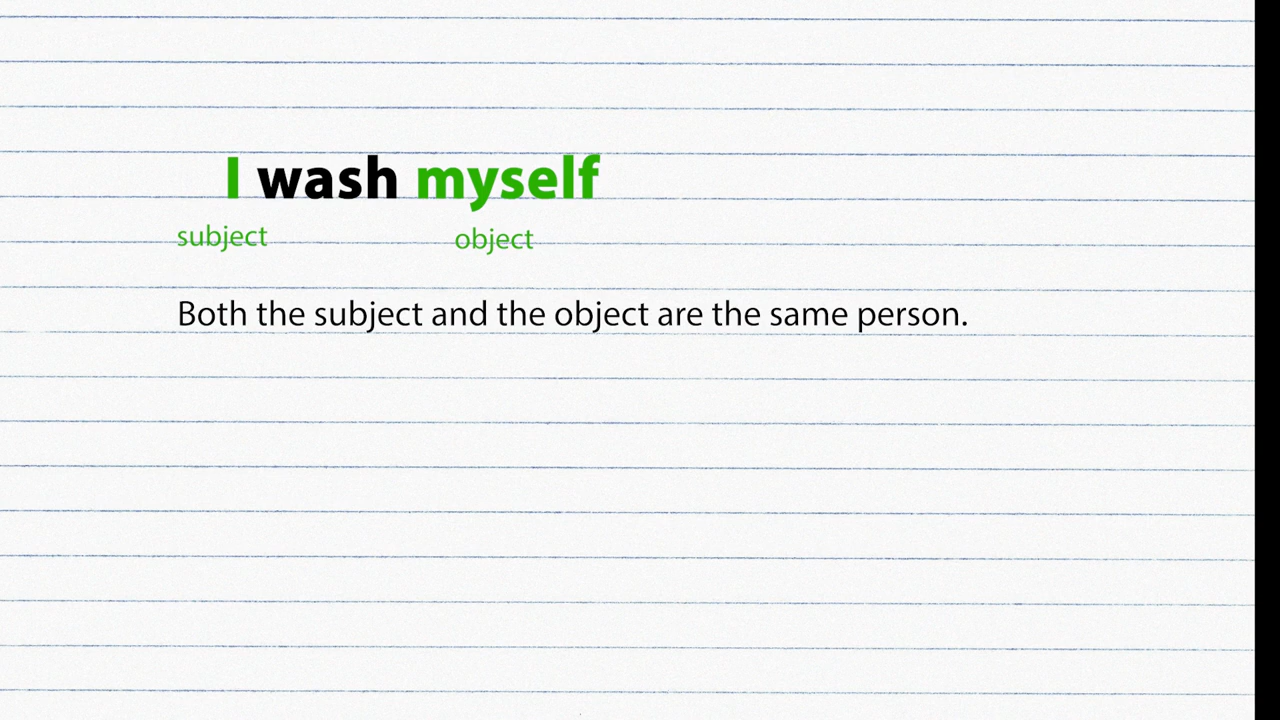 I wash myself
subject object
Both the subject and the object are the same person.